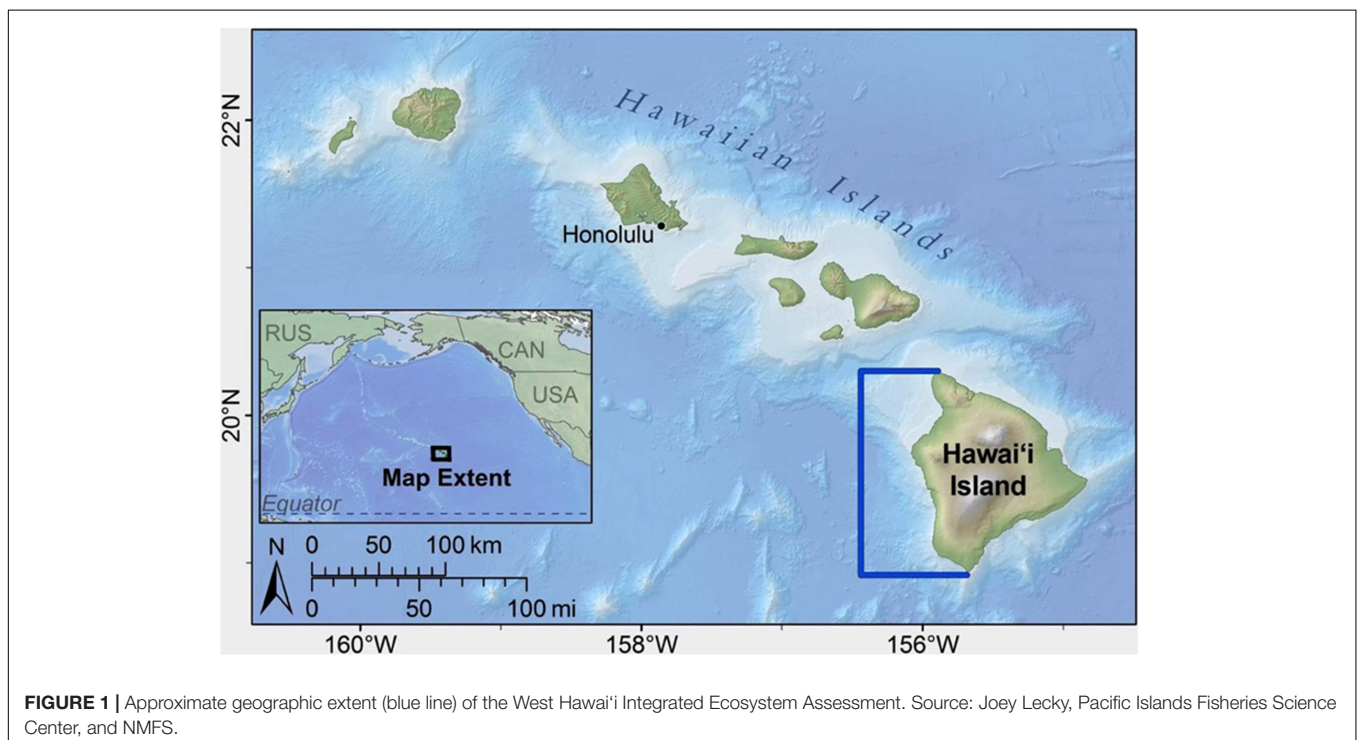 22°N
Hawaiian Islands
Honolulu
20°N
Hawai‘i
Island
RUS
CAN
USA
Map Extent
Equator
N 0 50 100 km
0 50 100 mi
160°W 158°W 156°W
FIGURE 1 | Approximate geographic extent (blue line) of the West Hawai‘i Integrated Ecosystem Assessment. Source: Joey Lecky, Pacific Islands Fisheries Science
Center, and NMFS.